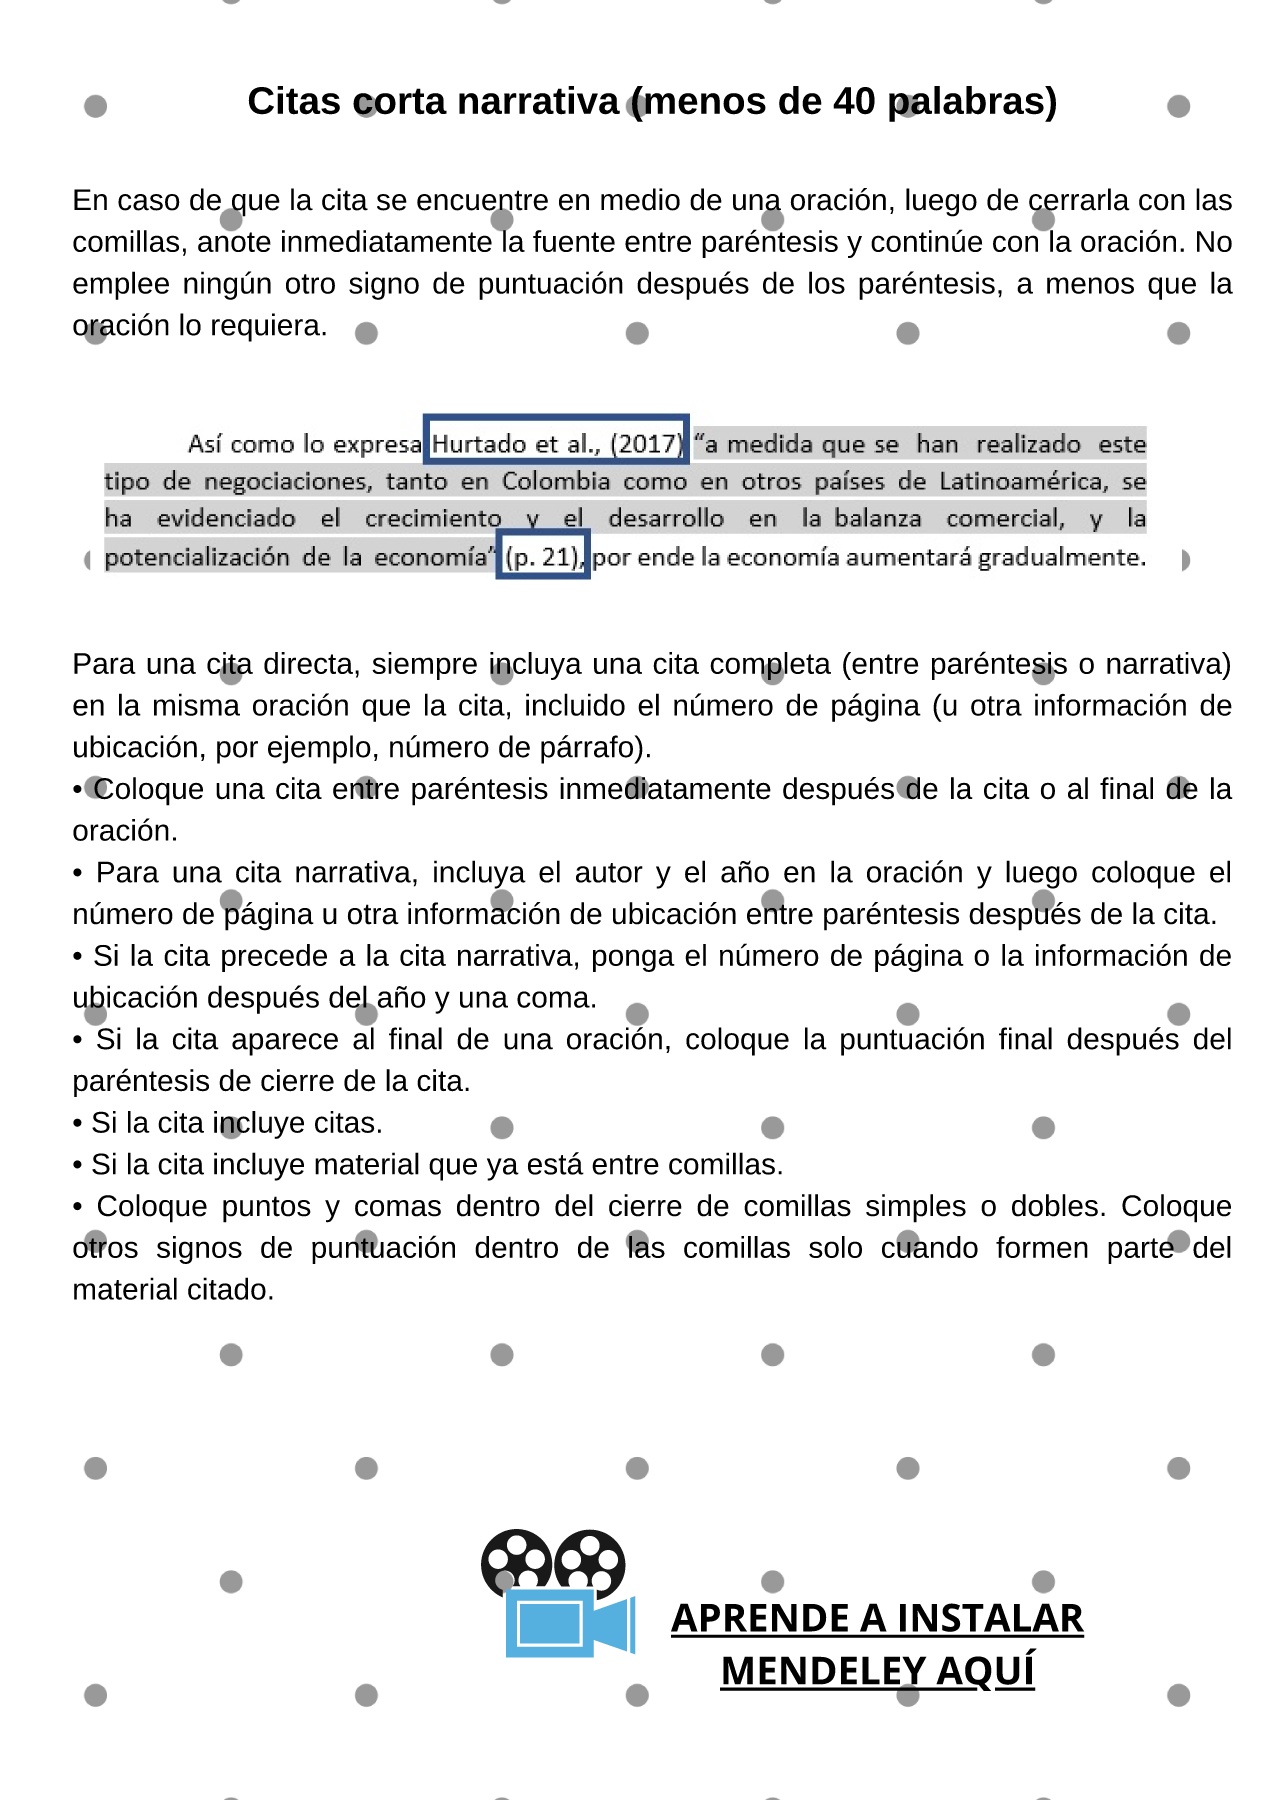 Citas corta narrativa (menos de 40 palabras)
En caso de que la cita se encuentre en medio de una oración, luego de cerrarla con las
comillas, anote inmediatamente la fuente entre paréntesis y continúe con la oración. No
emplee ningún otro signo de puntuación después de los paréntesis, a menos que la
oración lo requiera.
Así como lo expresa Hurtado et al., (2017) “a medida que se han realizado este
tipo de negociaciones, tanto en Colombia como en otros países de Latinoamérica, se
ha evidenciado el crecimiento y el desarrollo en la balanza comercial, y la
potencialización de la economía” (p. 21), por ende la economía aumentará gradualmente.
Para una cita directa, siempre incluya una cita completa (entre paréntesis o narrativa)
en la misma oración que la cita, incluido el número de página (u otra información de
ubicación, por ejemplo, número de párrafo).
• Coloque una cita entre paréntesis inmediatamente después de la cita o al final de la
oración.
• Para una cita narrativa, incluya el autor y el año en la oración y luego coloque el
número de página u otra información de ubicación entre paréntesis después de la cita.
• Si la cita precede a la cita narrativa, ponga el número de página o la información de
ubicación después del año y una coma.
• Si la cita aparece al final de una oración, coloque la puntuación final después del
paréntesis de cierre de la cita.
• Si la cita incluye citas.
• Si la cita incluye material que ya está entre comillas.
• Coloque puntos y comas dentro del cierre de comillas simples o dobles. Coloque
otros signos de puntuación dentro de las comillas solo cuando formen parte del
material citado.
APRENDE A INSTALAR
MENDELEY AQUÍ